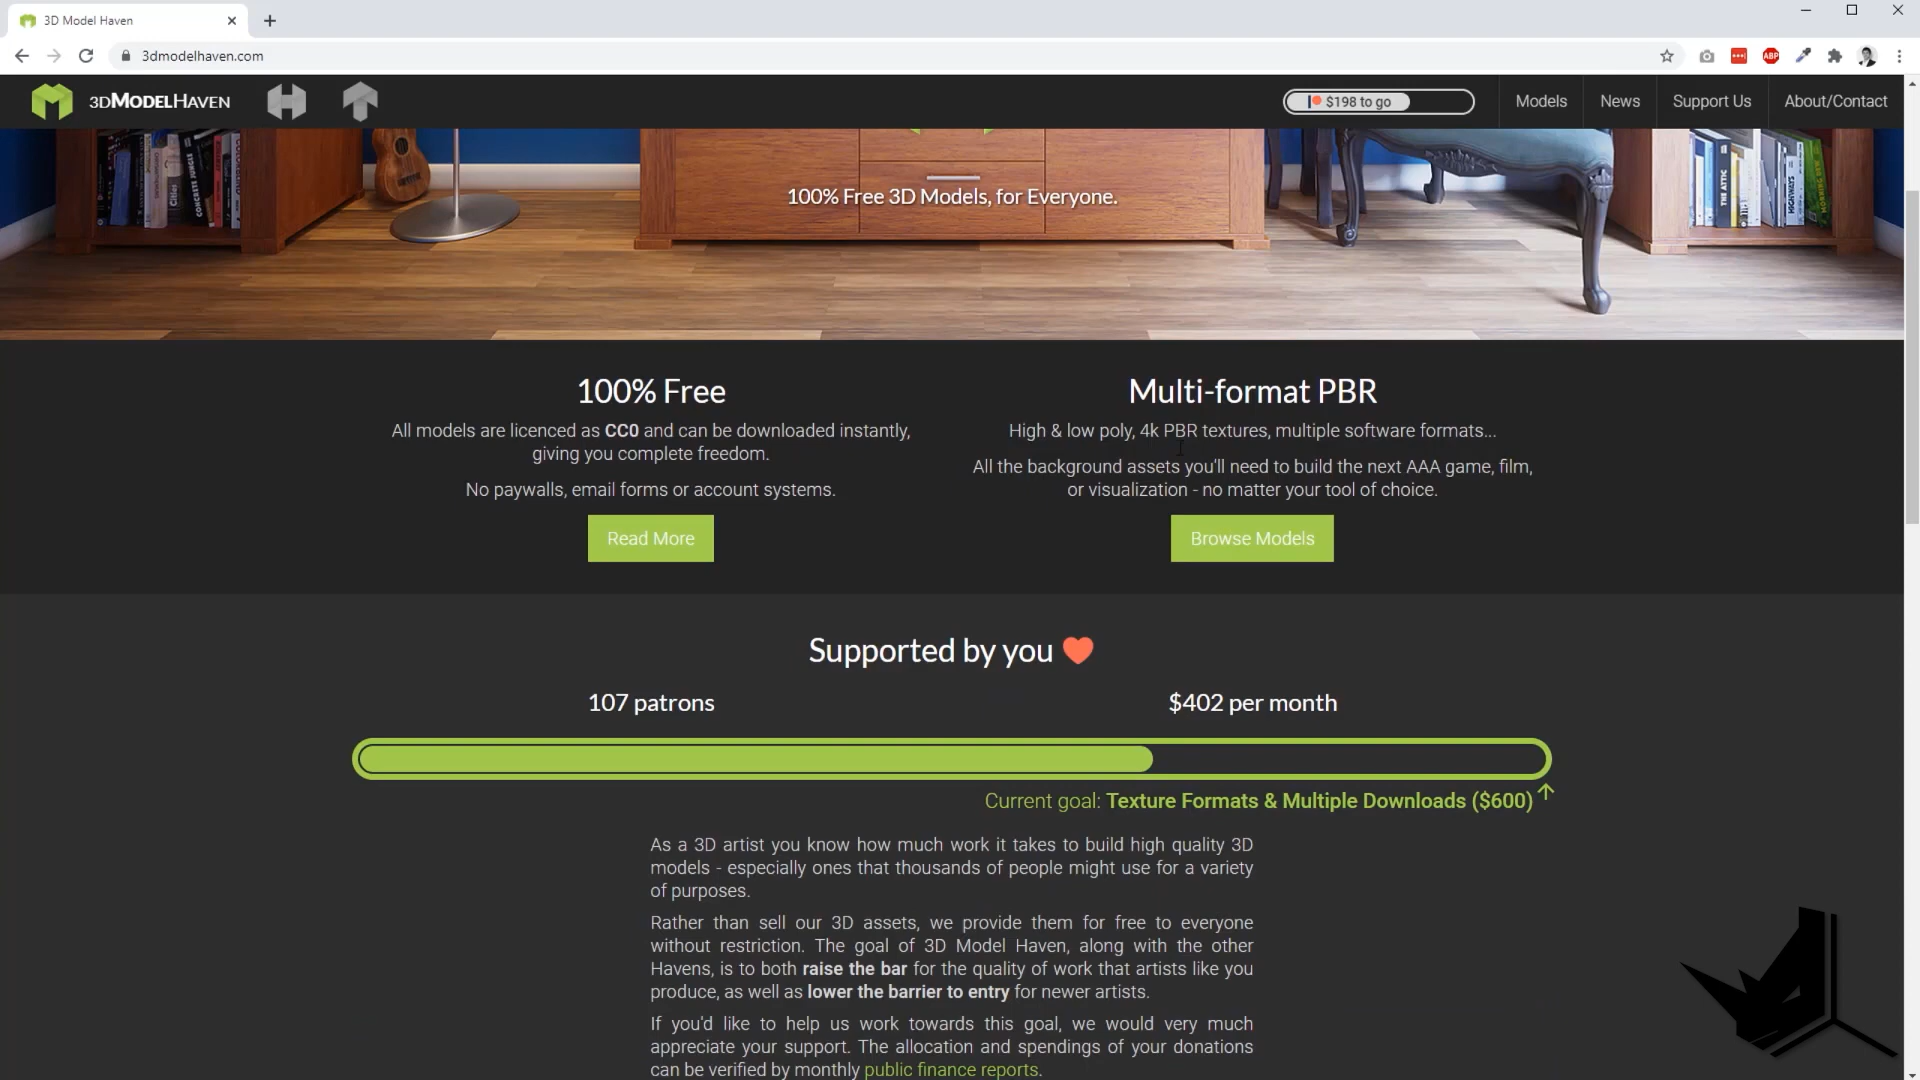 3D Model Haven
3dmodelhaven.com
ABP
3DMODELHAVEN
$198 to go
Models
News
Support Us
About/Contact
CONCRETE JUNGLE
THE ATTIC
HIGHWAYS
100% Free 3D Models, for Everyone.
100% Free
All models are licenced as CC0 and can be downloaded instantly,
giving you complete freedom.
No paywalls, email forms or account systems.
Read More
Multi-format PBR
High & low poly, 4k PBR textures, multiple software formats...
All the background assets you'll need to build the next AAA game, film,
or visualization - no matter your tool of choice.
Browse Models
Supported by you
107 patrons
$402 per month
Current goal: Texture Formats & Multiple Downloads ($600)
As a 3D artist you know how much work it takes to build high quality 3D
models - especially ones that thousands of people might use for a variety
of purposes.
Rather than sell our 3D assets, we provide them for free to everyone
without restriction. The goal of 3D Model Haven, along with the other
Havens, is to both raise the bar for the quality of work that artists like you
produce, as well as lower the barrier to entry for newer artists.
If you'd like to help us work towards this goal, we would very much
appreciate your support. The allocation and spendings of your donations
can be verified by monthly public finance reports.